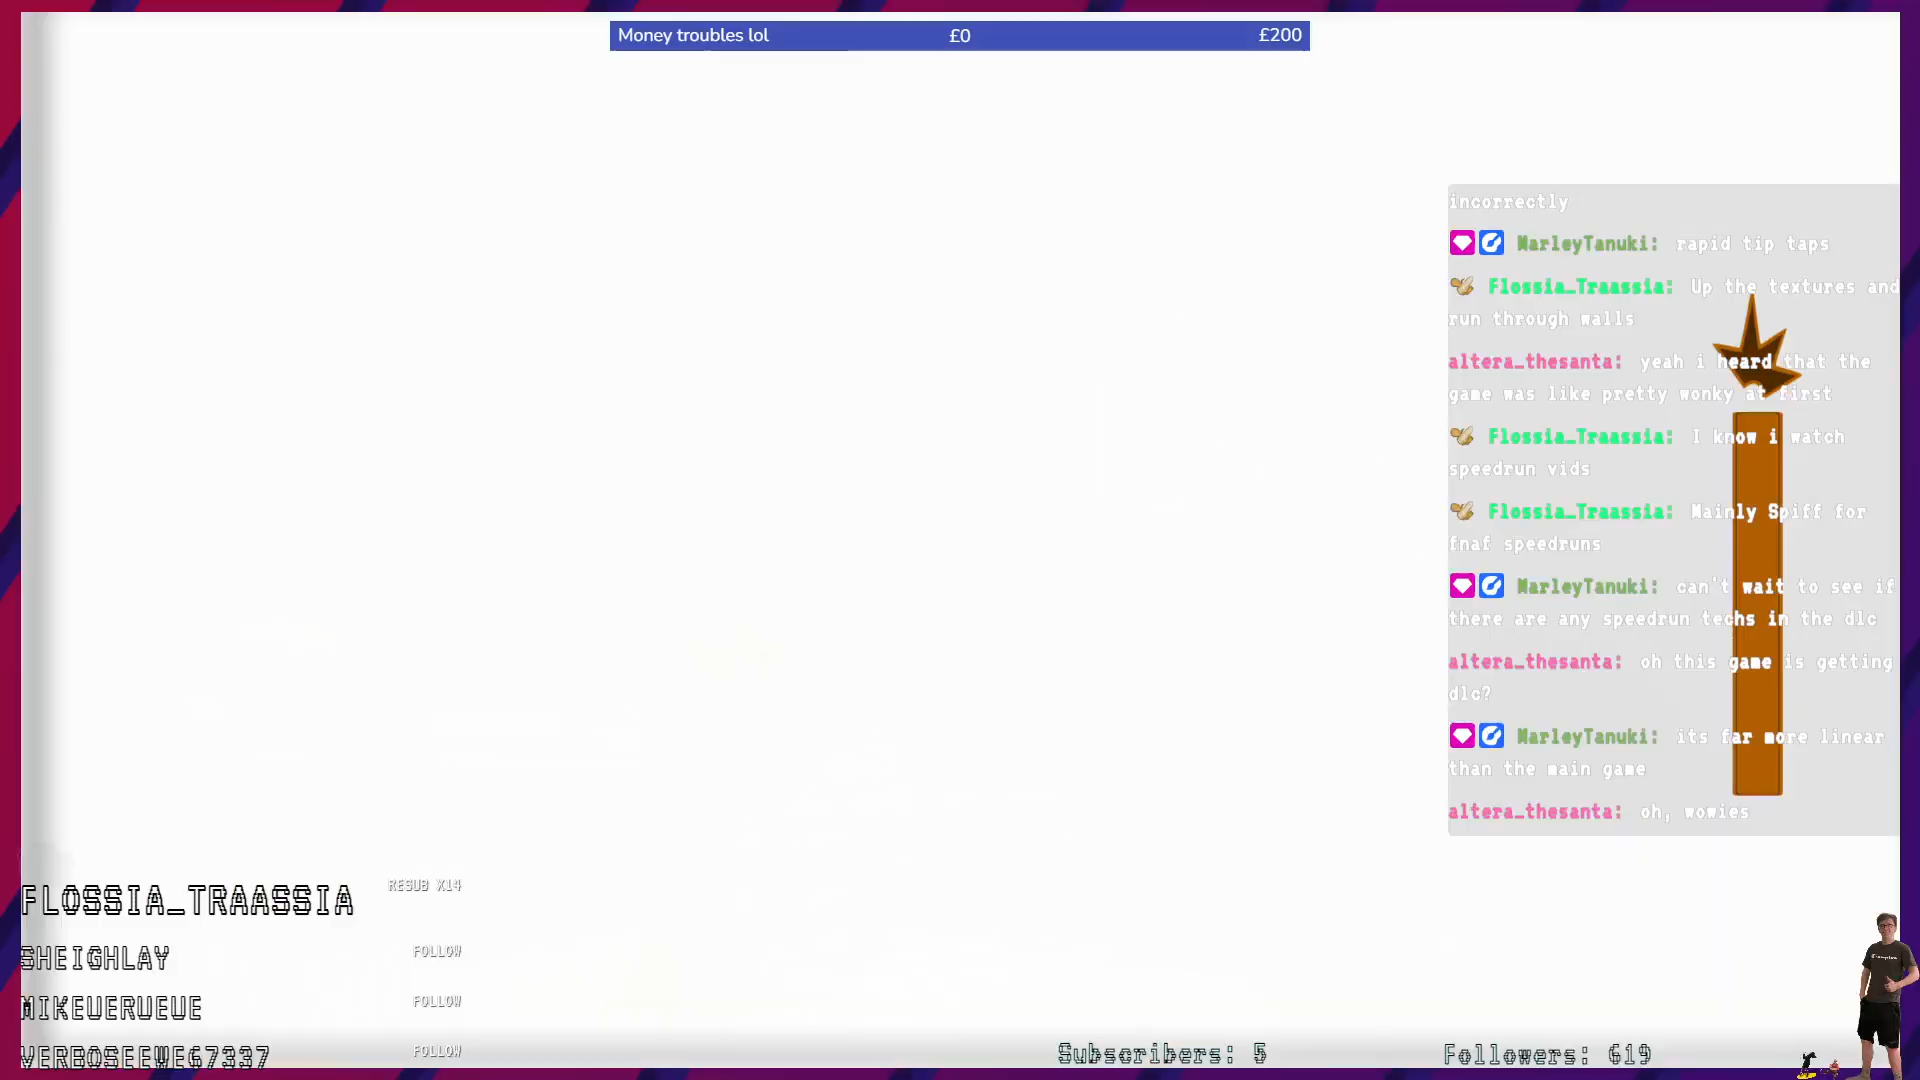 Money troubles lol £0 £200
incorrectly
MarleyTanuki: rapid tip taps
Flossia_Traassia: Up the textures and
run through walls
altera_thesanta: yeah i heard that the
game was like pretty wonky at first
Flossia_Traassia: I know i watch
speedrun vids
Flossia_Traassia: Mainly Spiff for
fnaf speedruns
MarleyTanuki: can't wait to see if
there are any speedrun techs in the dlc
altera_thesanta: oh this game is getting
dlc?
MarleyTanuki: its far more linear
than the main game
altera_thesanta: oh, wowies
FLOSSIA_TRAASSIA RESUB X14
SHEIGHLAY FOLLOW
MIKEUERUEUE FOLLOW
VERBOSEEWE67337 FOLLOW
Subscribers: 5 Followers: 619